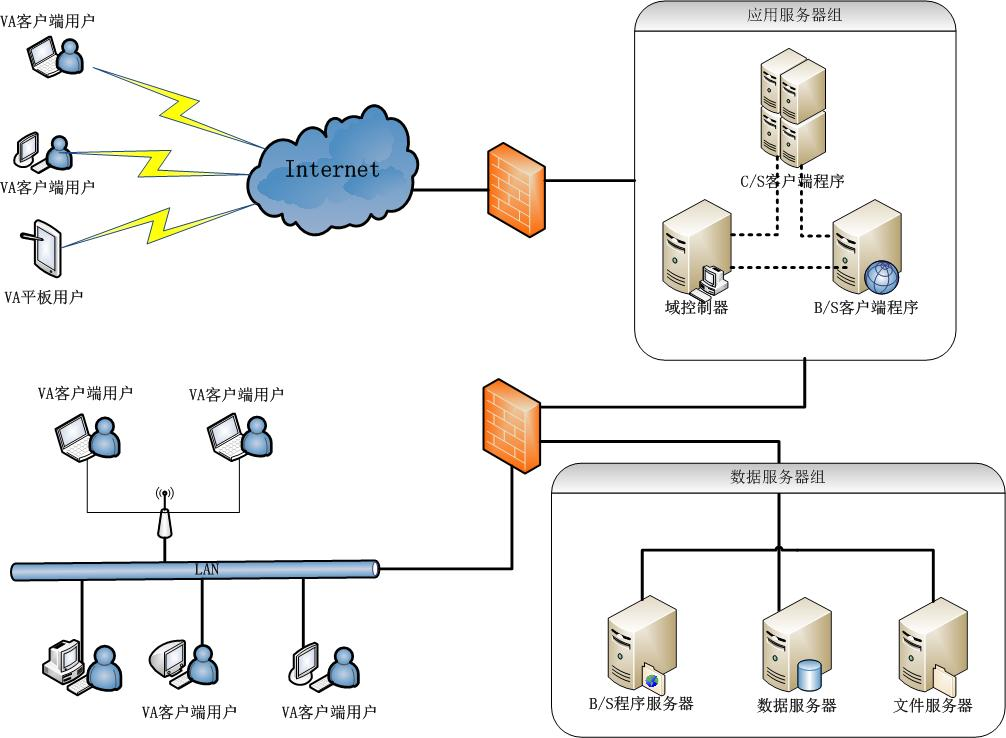 VA客户端用户
应用服务器组
VA客户端用户
Internet
C/S客户端程序
VA平板用户
域控制器
B/S客户端程序
VA客户端用户
VA客户端用户
数据服务器组
LAN
B/S程序服务器
数据服务器
文件服务器
VA客户端用户
VA客户端用户